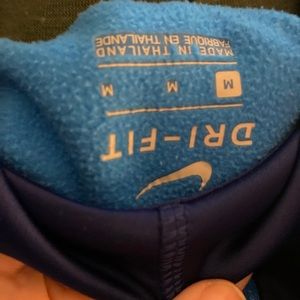 DRI-FIT
M M M
MADE IN THAILAND
FABRIQUE EN THAILANDE